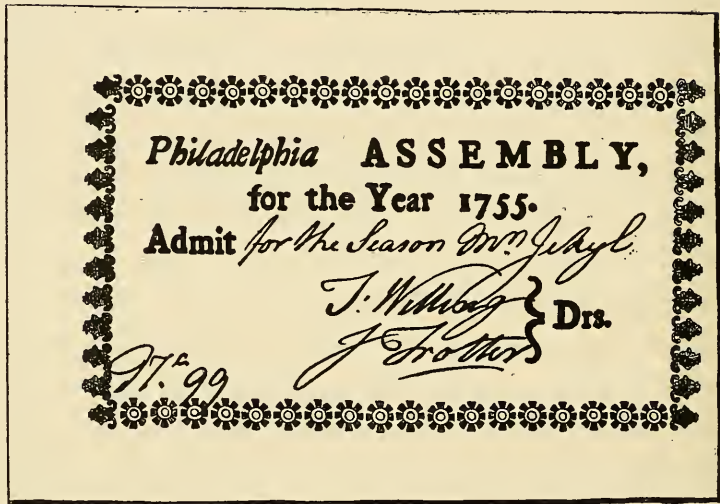 Philadelphia ASSEMBLY,
for the Year 1755.
Admit for the Season Mrs Jekyl
T: Willing
J Trotter } Drs.
No. 99